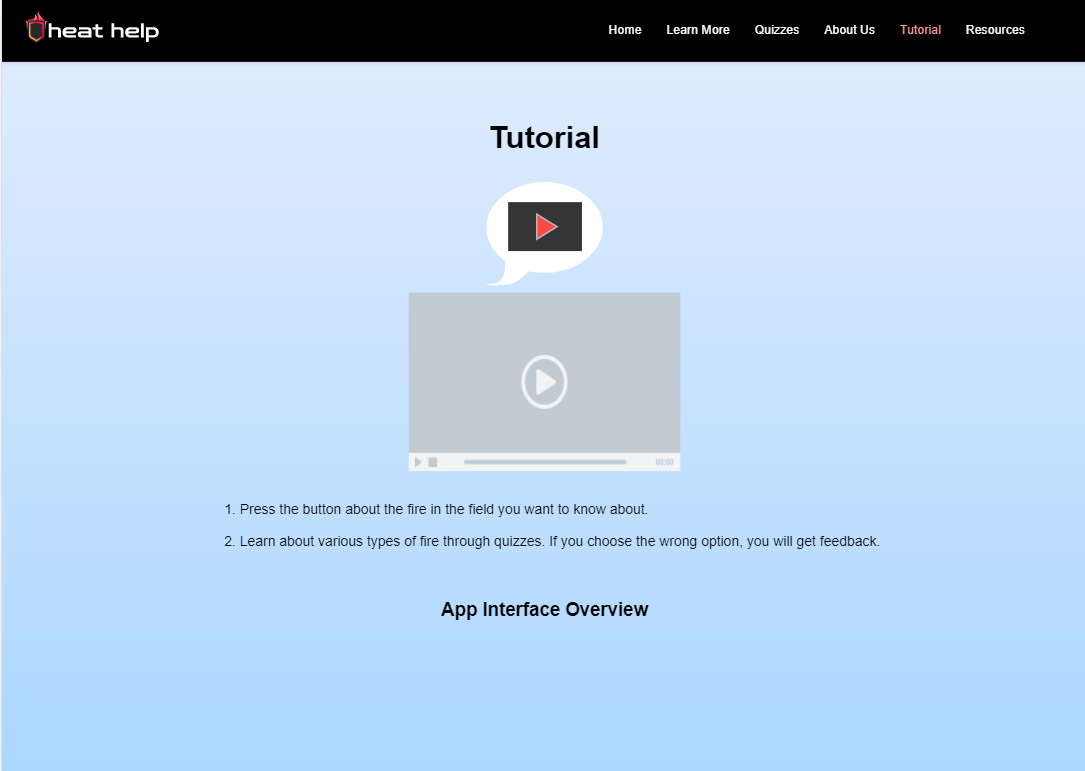 heat help
Home Learn More Quizzes About Us Tutorial Resources
Tutorial
00:00
1. Press the button about the fire in the field you want to know about.
2. Learn about various types of fire through quizzes. If you choose the wrong option, you will get feedback.
App Interface Overview